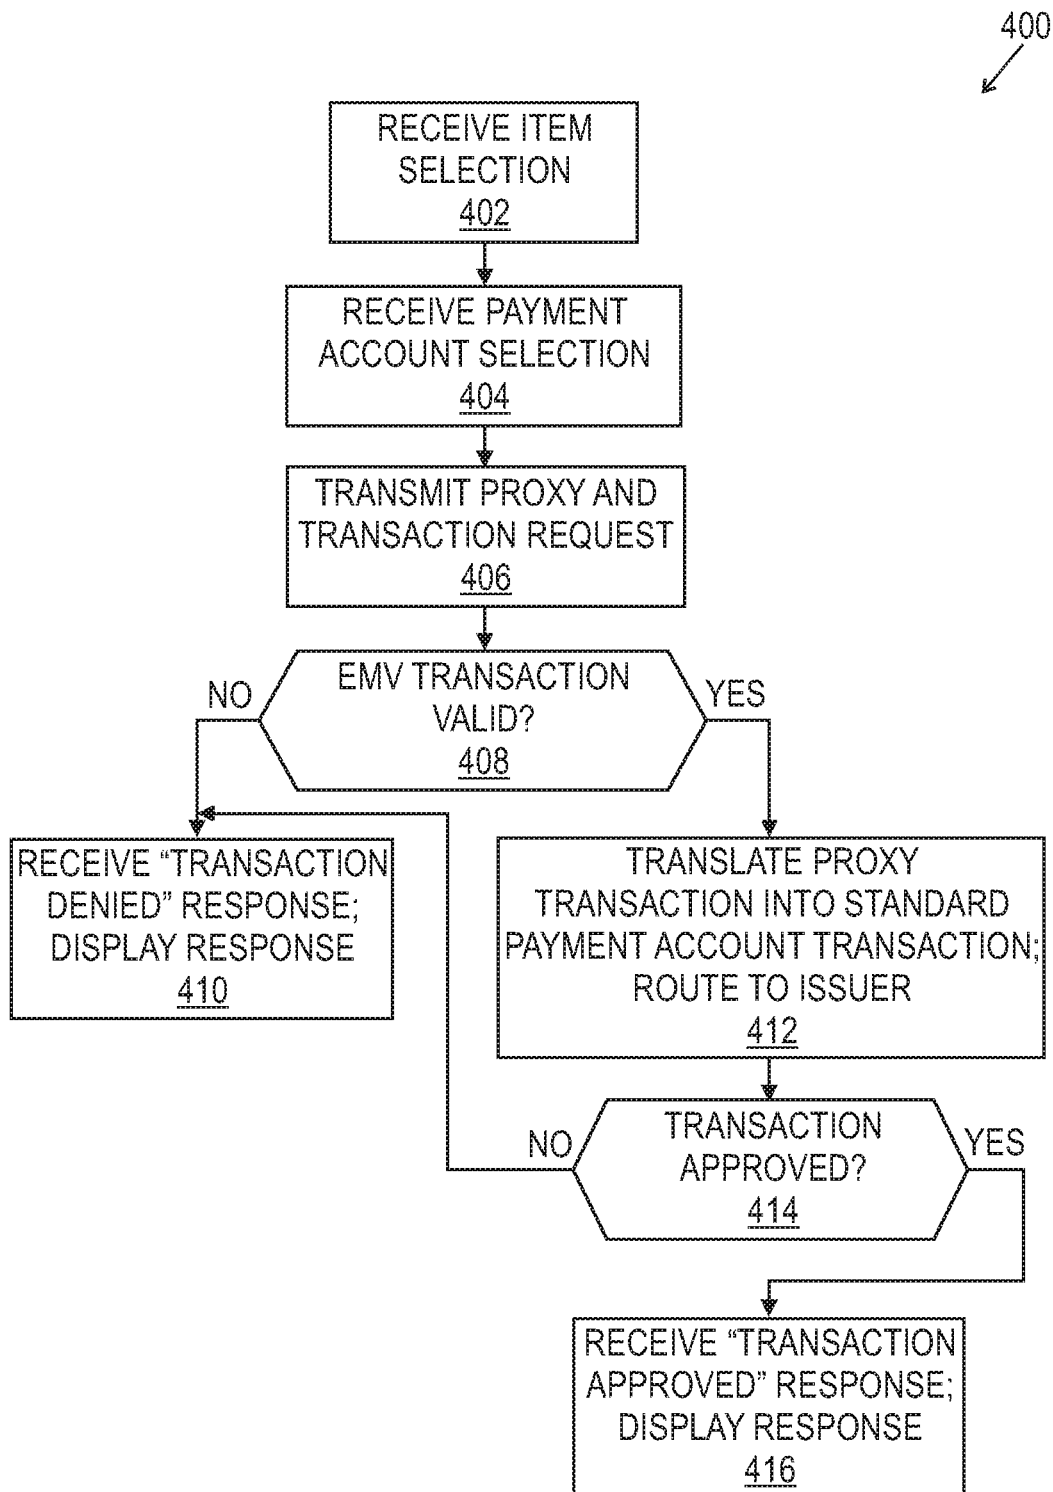 400
RECEIVE ITEM
SELECTION
402
RECEIVE PAYMENT
ACCOUNT SELECTION
404
TRANSMIT PROXY AND
TRANSACTION REQUEST
406
NO
EMV TRANSACTION
VALID?
408
YES
RECEIVE “TRANSACTION
DENIED” RESPONSE;
DISPLAY RESPONSE
410
TRANSLATE PROXY
TRANSACTION INTO STANDARD
PAYMENT ACCOUNT TRANSACTION;
ROUTE TO ISSUER
412
NO
TRANSACTION
APPROVED?
414
YES
RECEIVE “TRANSACTION
APPROVED” RESPONSE;
DISPLAY RESPONSE
416